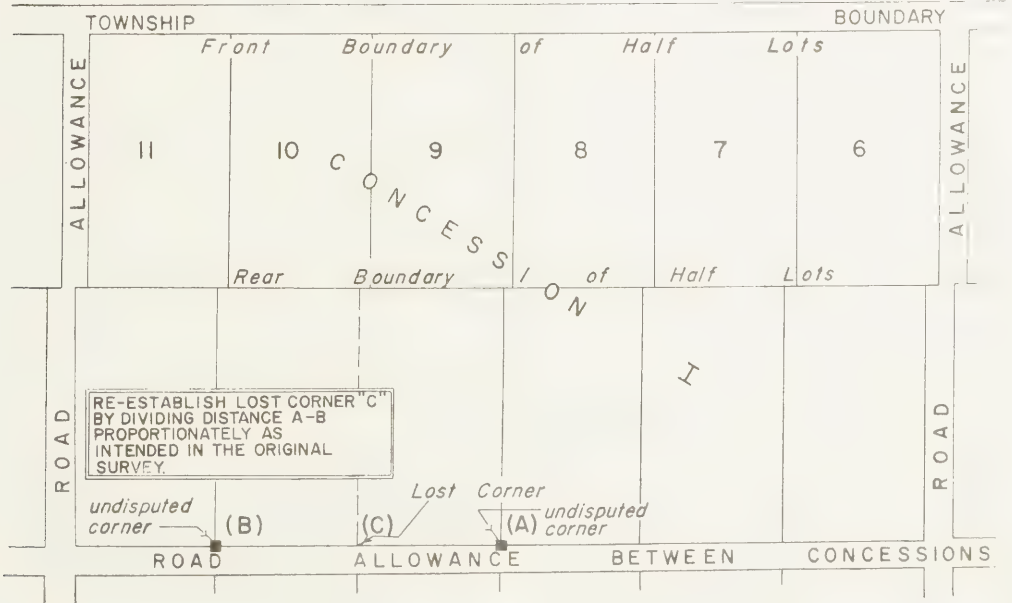 TOWNSHIP BOUNDARY
Front Boundary of Half Lots
ALLOWANCE
ALLOWANCE
11 10 9 8 7 6
CONCESSION I
Rear Boundary of Half Lots
ROAD
ROAD
RE-ESTABLISH LOST CORNER "C"
BY DIVIDING DISTANCE A-B
PROPORTIONATELY AS
INTENDED IN THE ORIGINAL
SURVEY.
Lost Corner
undisputed
corner
(B) (C) (A)
undisputed
corner
ROAD ALLOWANCE BETWEEN CONCESSIONS